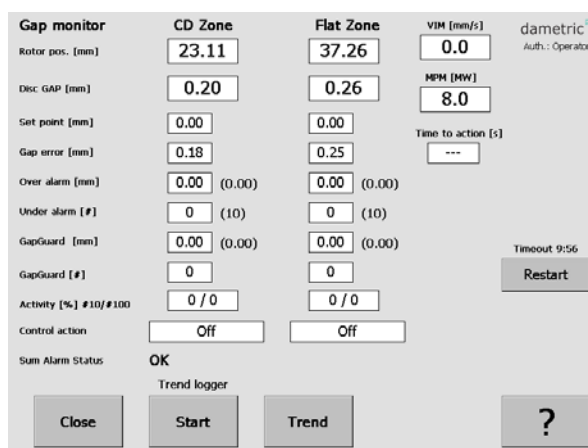 Gap monitor CD Zone Flat Zone VIM [mm/s] dametric
Rotor pos. [mm] 23.11 37.26 0.0 Auth.: Operator
MPM [MW]
Disc GAP [mm] 0.20 0.26 8.0
Set point [mm] 0.00 0.00
Time to action [s]
Gap error [mm] 0.18 0.25 ---
Over alarm [mm] 0.00 (0.00) 0.00 (0.00)
Under alarm [#] 0 (10) 0 (10)
GapGuard [mm] 0.00 (0.00) 0.00 (0.00)
Timeout 9:56
GapGuard [#] 0 0 Restart
Activity [%] #10/#100 0 / 0 0 / 0
Control action Off Off
Sum Alarm Status OK
Trend logger
Close Start Trend ?